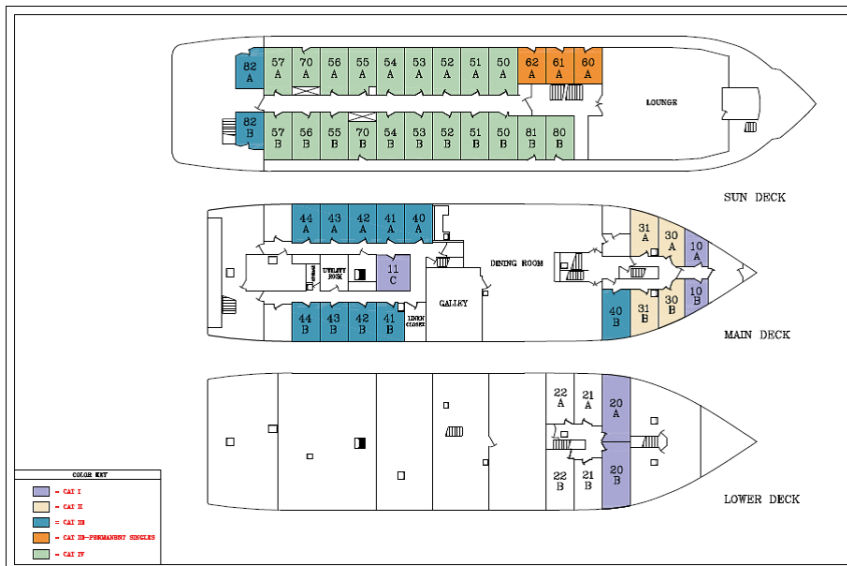 82 A 57 A 70 A 56 A 55 A 54 A 53 A 52 A 51 A 50 A 62 A 61 A 60 A
LOUNGE
82 B 57 B 56 B 55 B 70 B 54 B 53 B 52 B 51 B 50 B 81 B 80 B
SUN DECK
44 A 43 A 42 A 41 A 40 A
31 A 30 A 10 A
DINING ROOM
UTILITY ROOM
11 C
GALLEY
44 B 43 B 42 B 41 B
LINEN CLOSET
40 B 31 B 30 B 10 B
MAIN DECK
22 A 21 A 20 A
22 B 21 B 20 B
LOWER DECK
COLOR KEY
- CAT I
- CAT II
= CAT III
- CAT III-PERMANENT SINGLES
- CAT IV